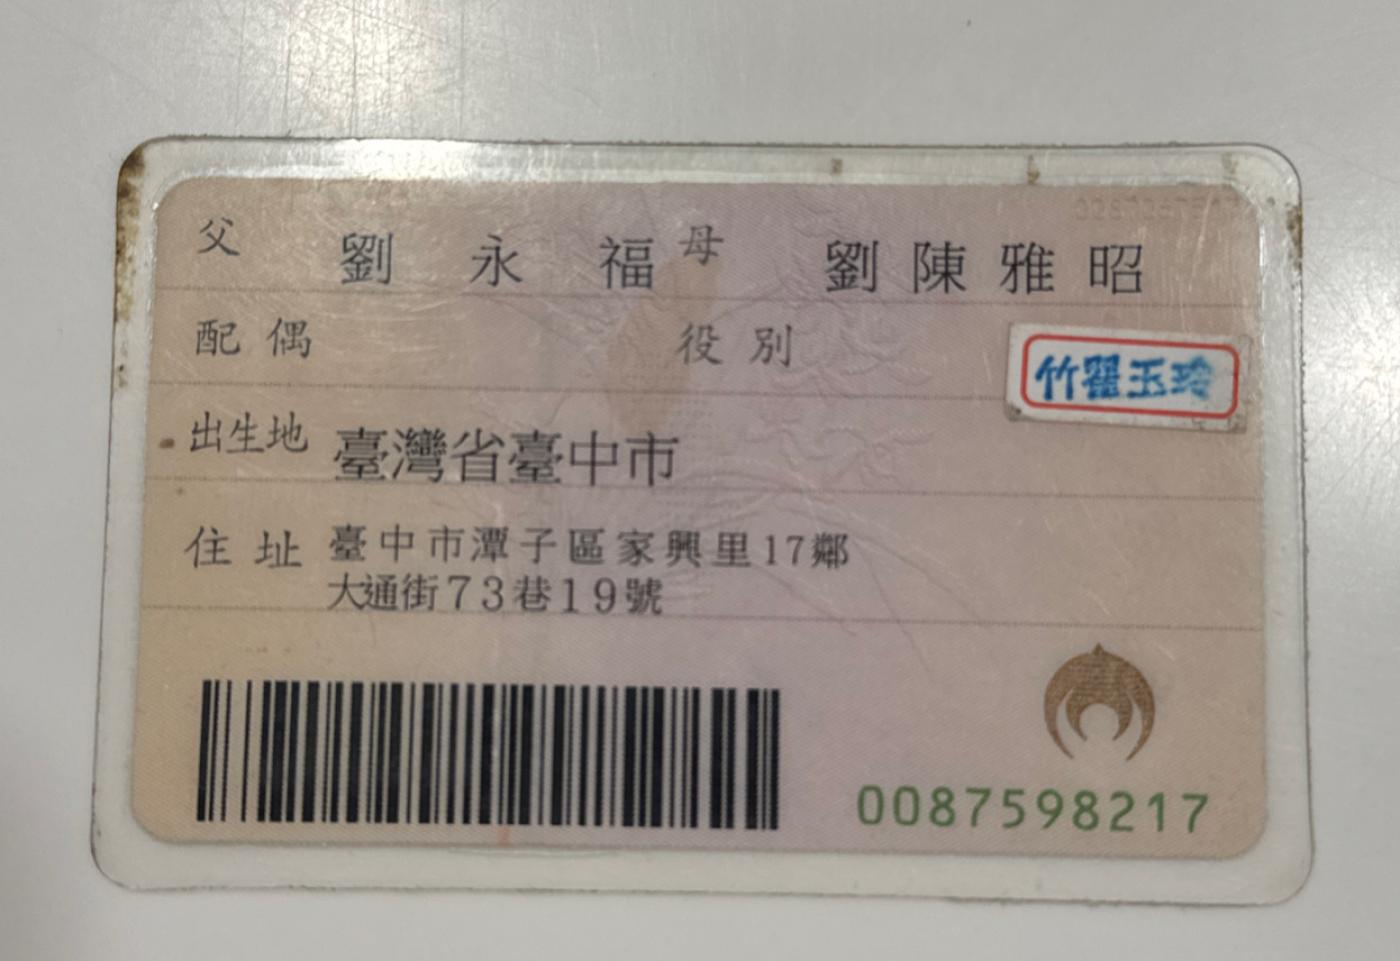 父 劉永福 母 劉陳雅昭
配偶 役別
竹翟玉玲
出生地 臺灣省臺中市
住址 臺中市潭子區家興里17鄰
大通街73巷19號
0087598217